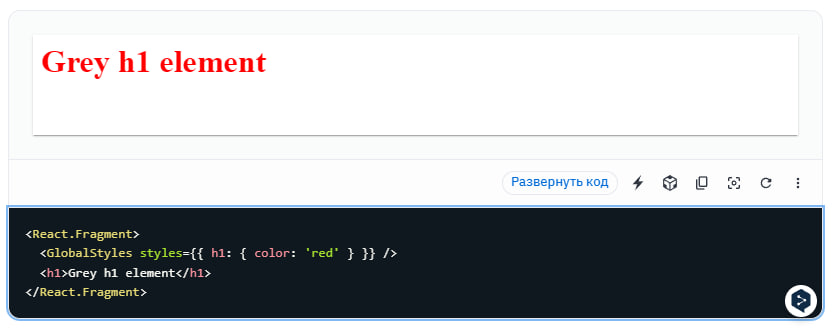 Grey h1 element
Развернуть код
<React.Fragment>
  <GlobalStyles styles={{ h1: { color: 'red' } }} />
  <h1>Grey h1 element</h1>
</React.Fragment>